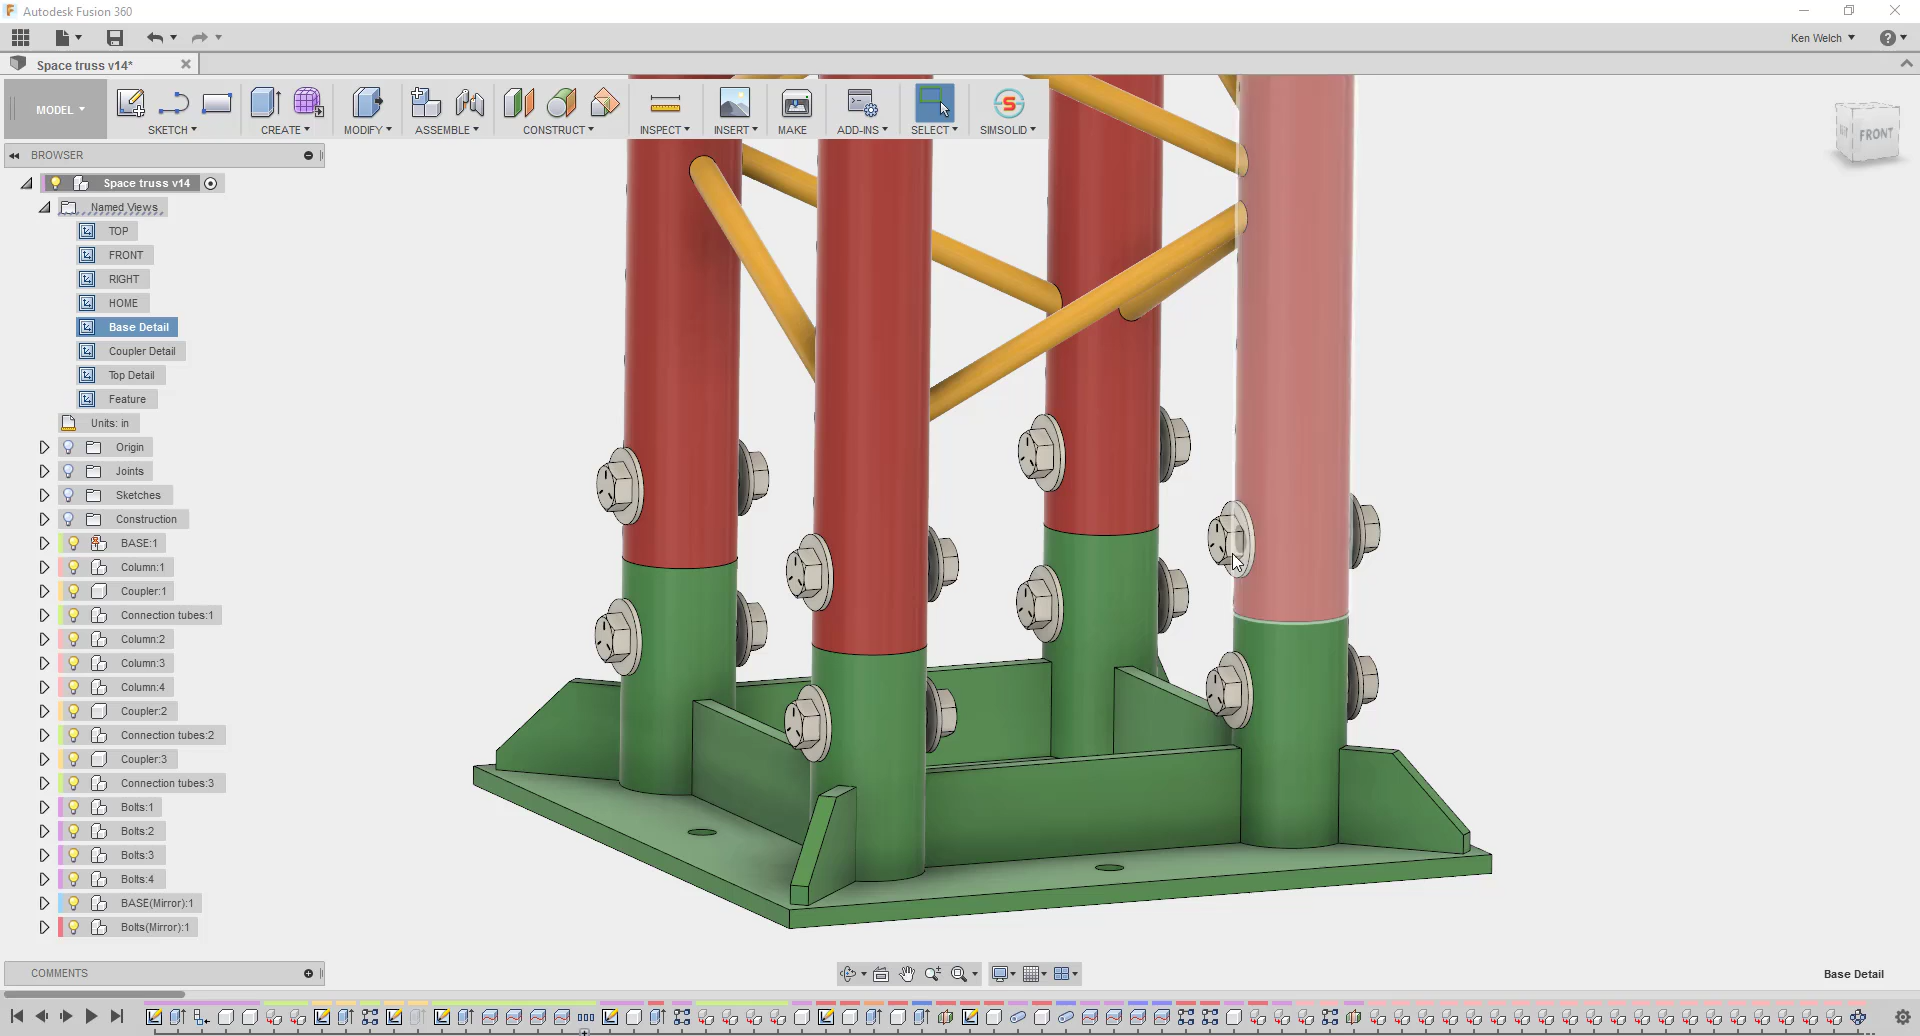 Autodesk Fusion 360
Ken Welch
Space truss v14*
MODEL
SKETCH
CREATE
MODIFY
ASSEMBLE
CONSTRUCT
INSPECT
INSERT
MAKE
ADD-INS
SELECT
SIMSOLID
FRONT
BROWSER
Space truss v14
Named Views
TOP
FRONT
RIGHT
HOME
Base Detail
Coupler Detail
Top Detail
Feature
Units: in
Origin
Joints
Sketches
Construction
BASE:1
Column:1
Coupler:1
Connection tubes:1
Column:2
Column:3
Column:4
Coupler:2
Connection tubes:2
Coupler:3
Connection tubes:3
Bolts:1
Bolts:2
Bolts:3
Bolts:4
BASE(Mirror):1
Bolts(Mirror):1
COMMENTS
Base Detail